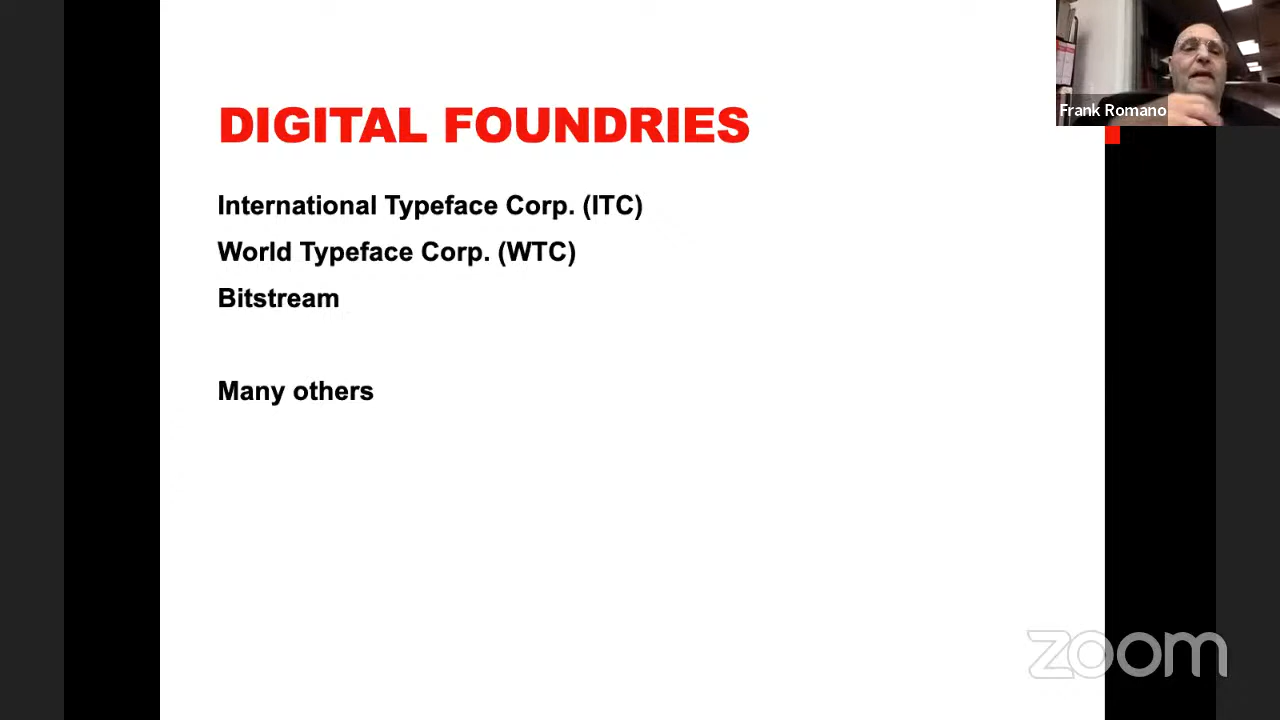 Frank Romano
DIGITAL FOUNDRIES
International Typeface Corp. (ITC)
World Typeface Corp. (WTC)
Bitstream
Many others
zoom